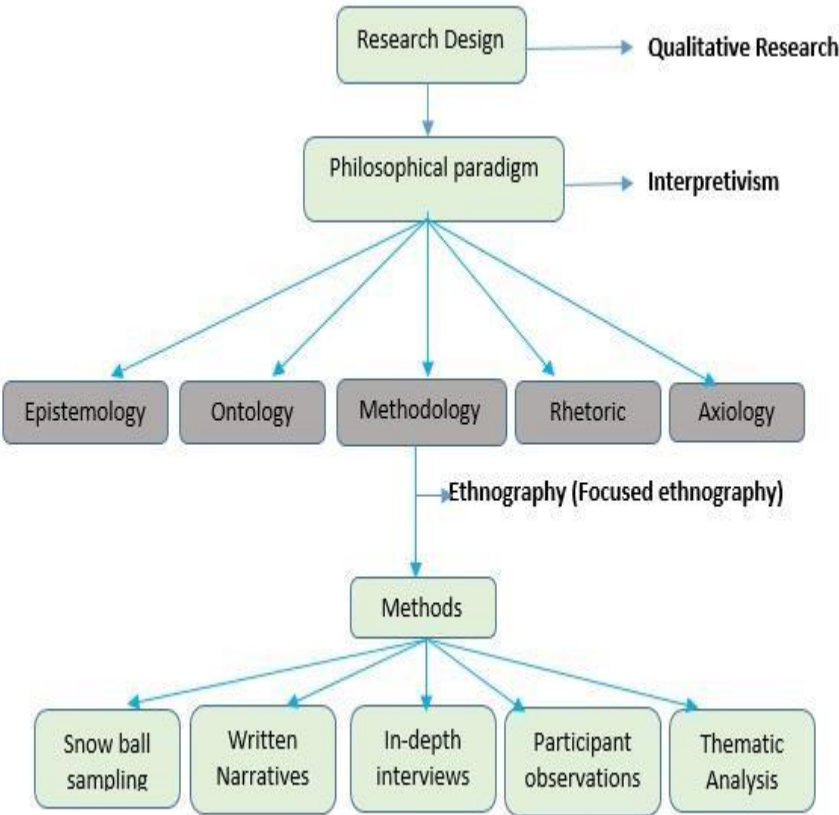 Research Design
Qualitative Research
Philosophical paradigm
Interpretivism
Epistemology
Ontology
Methodology
Rhetoric
Axiology
Ethnography (Focused ethnography)
Methods
Snow ball
sampling
Written
Narratives
In-depth
interviews
Participant
observations
Thematic
Analysis